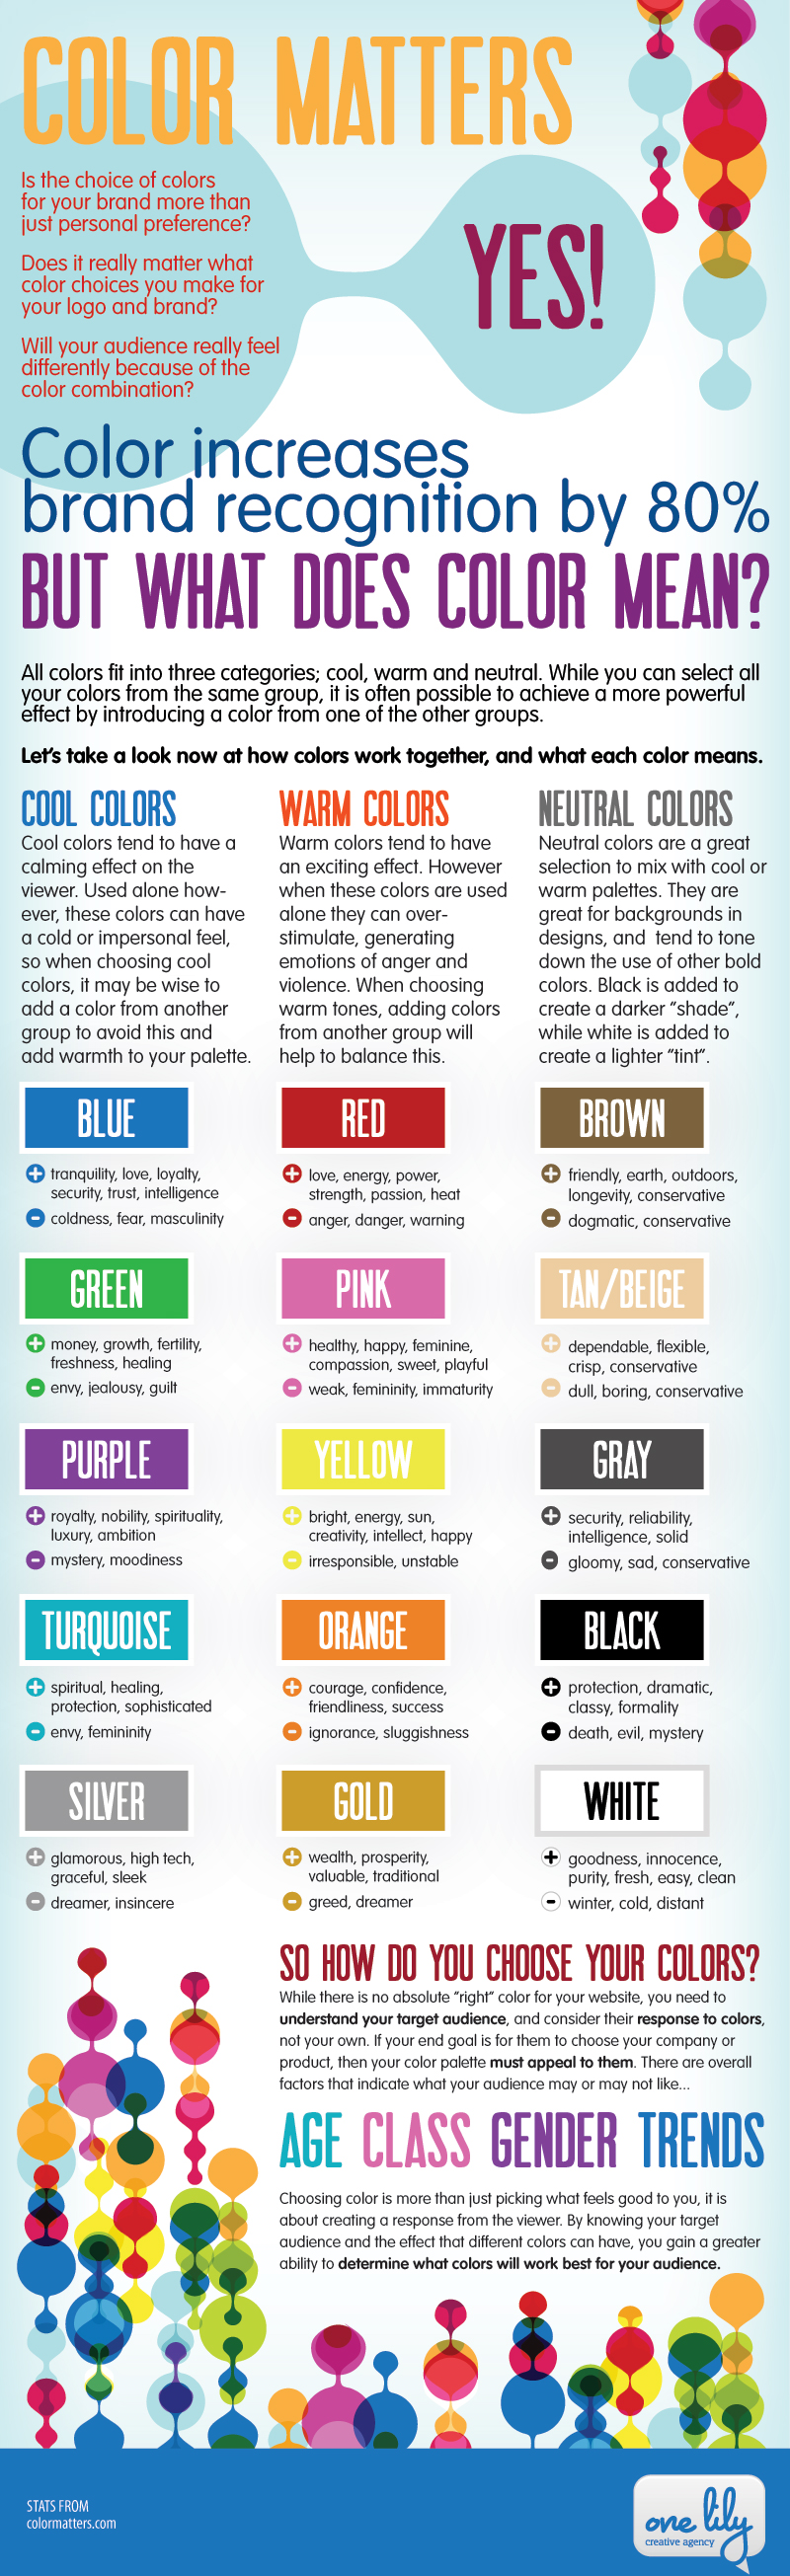 COLOR MATTERS
Is the choice of colors
for your brand more than
just personal preference?
Does it really matter what
color choices you make for
your logo and brand?
Will your audience really feel
differently because of the
color combination?
YES!
Color increases
brand recognition by 80%
BUT WHAT DOES COLOR MEAN?
All colors fit into three categories; cool, warm and neutral. While you can select all
your colors from the same group, it is often possible to achieve a more powerful
effect by introducing a color from one of the other groups.
Let's take a look now at how colors work together, and what each color means.
COOL COLORS
Cool colors tend to have a
calming effect on the
viewer. Used alone how-
ever, these colors can have
a cold or impersonal feel,
so when choosing cool
colors, it may be wise to
add a color from another
group to avoid this and
add warmth to your palette.
WARM COLORS
Warm colors tend to have
an exciting effect. However
when these colors are used
alone they can over-
stimulate, generating
emotions of anger and
violence. When choosing
warm tones, adding colors
from another group will
help to balance this.
NEUTRAL COLORS
Neutral colors are a great
selection to mix with cool or
warm palettes. They are
great for backgrounds in
designs, and tend to tone
down the use of other bold
colors. Black is added to
create a darker "shade",
while white is added to
create a lighter "tint".
BLUE
+ tranquility, love, loyalty,
security, trust, intelligence
- coldness, fear, masculinity
RED
+ love, energy, power,
strength, passion, heat
- anger, danger, warning
BROWN
+ friendly, earth, outdoors,
longevity, conservative
- dogmatic, conservative
GREEN
+ money, growth, fertility,
freshness, healing
- envy, jealousy, guilt
PINK
+ healthy, happy, feminine,
compassion, sweet, playful
- weak, femininity, immaturity
TAN/BEIGE
+ dependable, flexible,
crisp, conservative
- dull, boring, conservative
PURPLE
+ royalty, nobility, spirituality,
luxury, ambition
- mystery, moodiness
YELLOW
+ bright, energy, sun,
creativity, intellect, happy
- irresponsible, unstable
GRAY
+ security, reliability,
intelligence, solid
- gloomy, sad, conservative
TURQUOISE
+ spiritual, healing,
protection, sophisticated
- envy, femininity
ORANGE
+ courage, confidence,
friendliness, success
- ignorance, sluggishness
BLACK
+ protection, dramatic,
classy, formality
- death, evil, mystery
SILVER
+ glamorous, high tech,
graceful, sleek
- dreamer, insincere
GOLD
+ wealth, prosperity,
valuable, traditional
- greed, dreamer
WHITE
+ goodness, innocence,
purity, fresh, easy, clean
- winter, cold, distant
SO HOW DO YOU CHOOSE YOUR COLORS?
While there is no absolute "right" color for your website, you need to
understand your target audience, and consider their response to colors,
not your own. If your end goal is for them to choose your company or
product, then your color palette must appeal to them. There are overall
factors that indicate what your audience may or may not like...
AGE CLASS GENDER TRENDS
Choosing color is more than just picking what feels good to you, it is
about creating a response from the viewer. By knowing your target
audience and the effect that different colors can have, you gain a greater
ability to determine what colors will work best for your audience.
STATS FROM
colormatters.com
one lily
creative agency